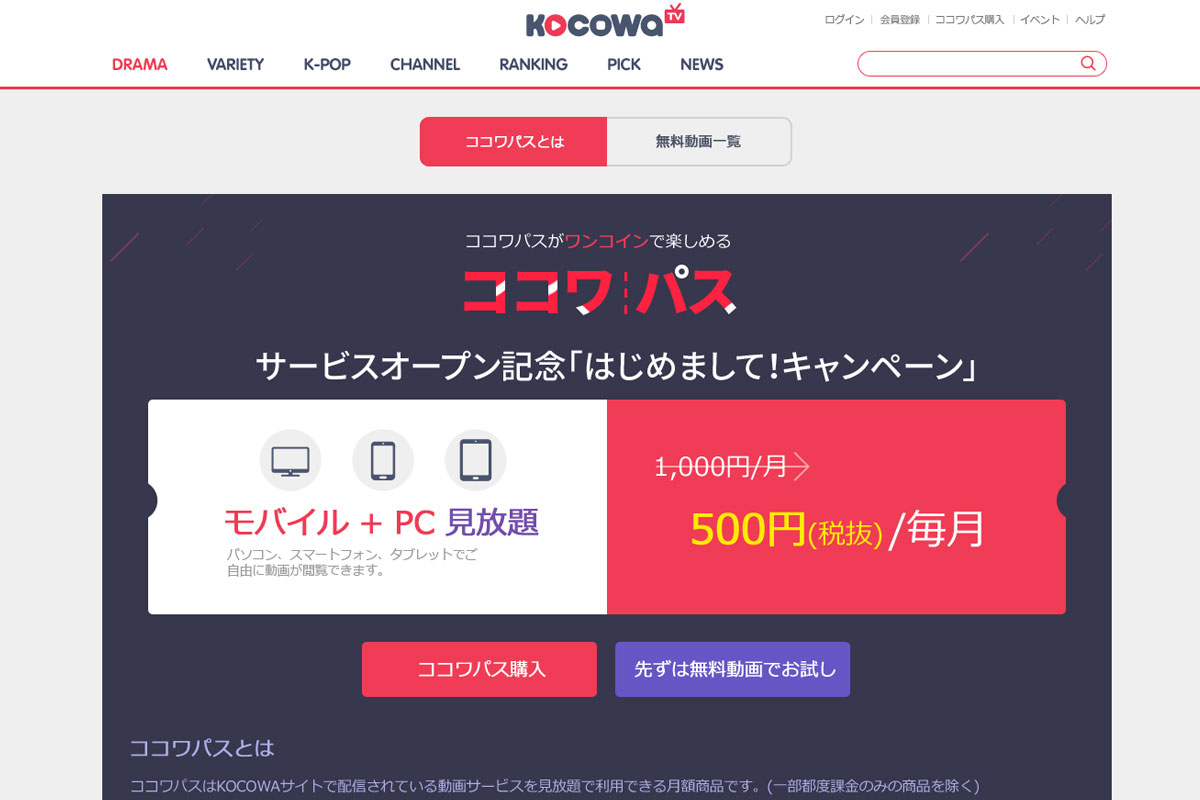 KOCOWA TV
ログイン
会員登録
ココワパス購入
イベント
ヘルプ
DRAMA
VARIETY
K-POP
CHANNEL
RANKING
PICK
NEWS
ココワパスとは
無料動画一覧
ココワパスがワンコインで楽しめる
ココワパス
サービスオープン記念「はじめまして!キャンペーン」
モバイル + PC 見放題
パソコン、スマートフォン、タブレットでご
自由に動画が閲覧できます。
1,000円/月
500円(税抜)/毎月
ココワパス購入
先ずは無料動画でお試し
ココワパスとは
ココワパスはKOCOWAサイトで配信されている動画サービスを見放題で利用できる月額商品です。(一部都度課金のみの商品を除く)